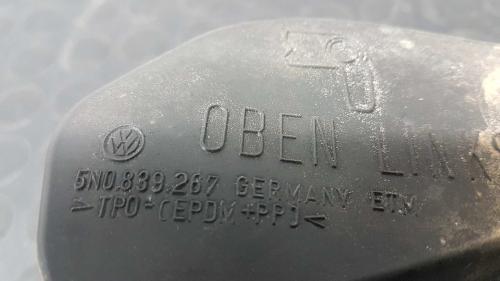 OBEN LINKS
5N0.839.267 GERMANY ETM
>TPO-(EPDM+PP)<